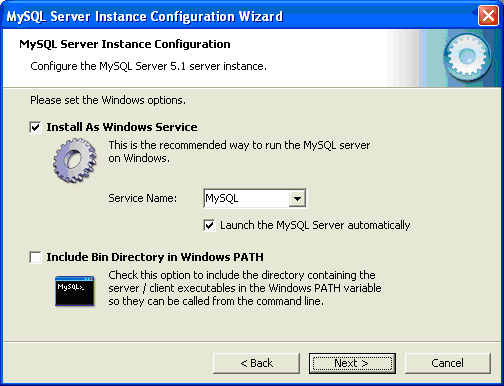 MySQL Server Instance Configuration Wizard
MySQL Server Instance Configuration
Configure the MySQL Server 5.1 server instance.
Please set the Windows options.
Install As Windows Service
This is the recommended way to run the MySQL server
on Windows.
Service Name:
MySQL
Launch the MySQL Server automatically
Include Bin Directory in Windows PATH
MySQL>_
Check this option to include the directory containing the
server / client executables in the Windows PATH variable
so they can be called from the command line.
< Back
Next >
Cancel